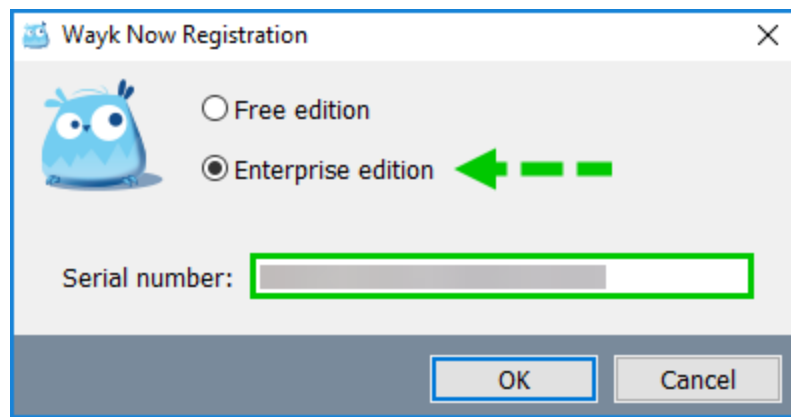 Wayk Now Registration
Free edition
Enterprise edition
Serial number:
OK
Cancel